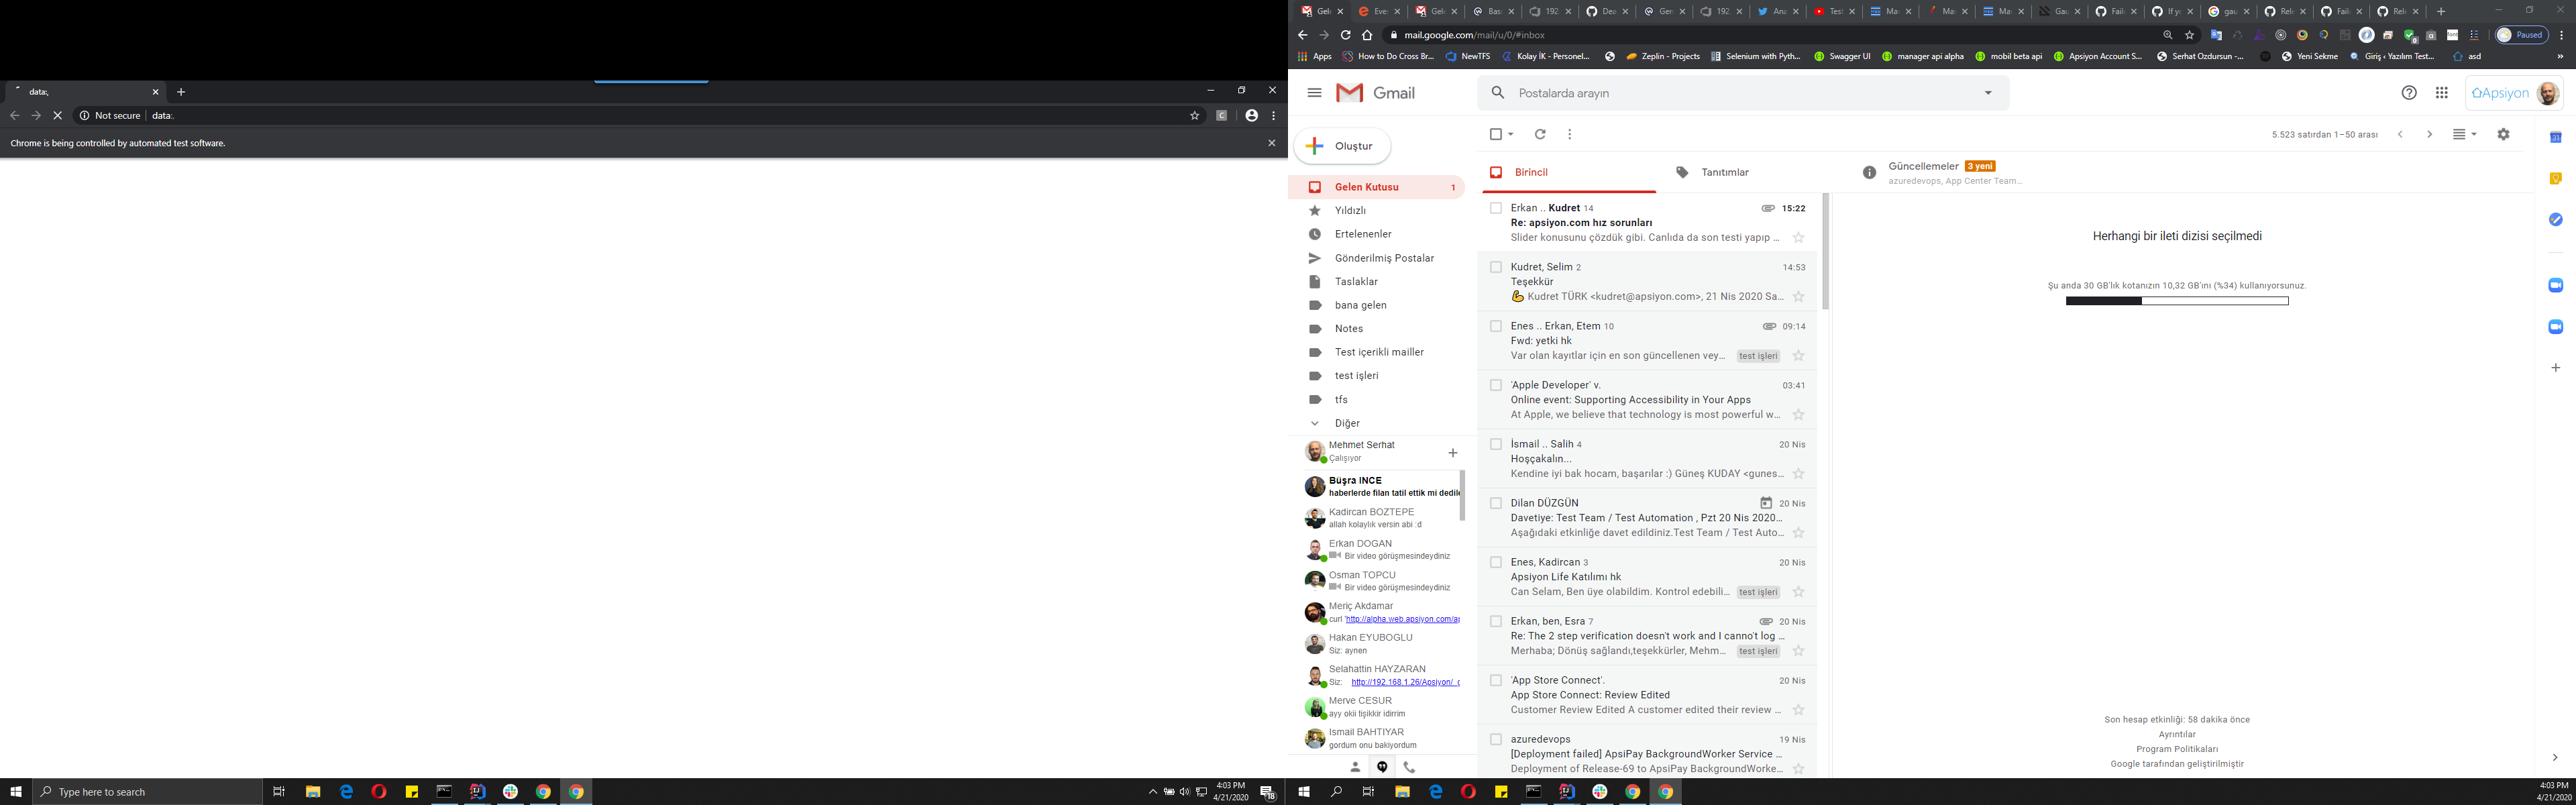 data:,
Not secure
data:.
Chrome is being controlled by automated test software.
Type here to search
4:03 PM
4/21/2020
18
Gele
Eve
Gele
Bas
192
Dea
Gen
192.
Ana
Test
Ma
Ma
Ma
Gau
Faile
If yo
gau
Rele
Faile
Rele
mail.google.com/mail/u/0/#inbox
Paused
Apps
How to Do Cross Br...
NewTFS
Kolay İK - Personel...
Zeplin - Projects
Selenium with Pyth...
Swagger UI
manager api alpha
mobil beta api
Apsiyon Account S...
Serhat Ozdursun -...
Yeni Sekme
Giriş ‹ Yazılım Test...
asd
Gmail
Postalarda arayın
Apsiyon
Oluştur
5.523 satırdan 1–50 arası
Gelen Kutusu
1
Yıldızlı
Ertelenenler
Gönderilmiş Postalar
Taslaklar
bana gelen
Notes
Test içerikli mailler
test işleri
tfs
Diğer
Mehmet Serhat
Çalışıyor
Büşra INCE
haberlerde filan tatil ettik mi dedile
Kadircan BOZTEPE
allah kolaylık versin abi :d
Erkan DOGAN
Bir video görüşmesindeydiniz
Osman TOPCU
Bir video görüşmesindeydiniz
Meriç Akdamar
curl 'http://alpha.web.apsiyon.com/ap
Hakan EYUBOGLU
Siz: aynen
Selahattin HAYZARAN
Siz: http://192.168.1.26/Apsiyon/_g
Merve CESUR
ayy okii tişikkir idirrim
Ismail BAHTIYAR
gordum onu bakiyordum
Birincil
Tanıtımlar
Güncellemeler
3 yeni
azuredevops, App Center Team...
Erkan .. Kudret 14
15:22
Re: apsiyon.com hız sorunları
Slider konusunu çözdük gibi. Canlıda da son testi yapıp ...
Kudret, Selim 2
14:53
Teşekkür
💪 Kudret TÜRK <kudret@apsiyon.com>, 21 Nis 2020 Sa...
Enes .. Erkan, Etem 10
09:14
Fwd: yetki hk
Var olan kayıtlar için en son güncellenen vey...
test işleri
'Apple Developer' v.
03:41
Online event: Supporting Accessibility in Your Apps
At Apple, we believe that technology is most powerful w...
İsmail .. Salih 4
20 Nis
Hoşçakalın...
Kendine iyi bak hocam, başarılar :) Güneş KUDAY <gunes...
Dilan DÜZGÜN
20 Nis
Davetiye: Test Team / Test Automation , Pzt 20 Nis 2020...
Aşağıdaki etkinliğe davet edildiniz.Test Team / Test Auto...
Enes, Kadircan 3
20 Nis
Apsiyon Life Katılımı hk
Can Selam, Ben üye olabildim. Kontrol edebili...
test işleri
Erkan, ben, Esra 7
20 Nis
Re: The 2 step verification doesn't work and I canno't log ...
Merhaba; Dönüş sağlandı,teşekkürler, Mehm...
test işleri
'App Store Connect'.
20 Nis
App Store Connect: Review Edited
Customer Review Edited A customer edited their review ...
azuredevops
19 Nis
[Deployment failed] ApsiPay BackgroundWorker Service ...
Deployment of Release-69 to ApsiPay BackgroundWorke...
Herhangi bir ileti dizisi seçilmedi
Şu anda 30 GB'lık kotanızın 10,32 GB'ını (%34) kullanıyorsunuz.
Son hesap etkinliği: 58 dakika önce
Ayrıntılar
Program Politikaları
Google tarafından geliştirilmiştir
4:03 PM
4/21/2020